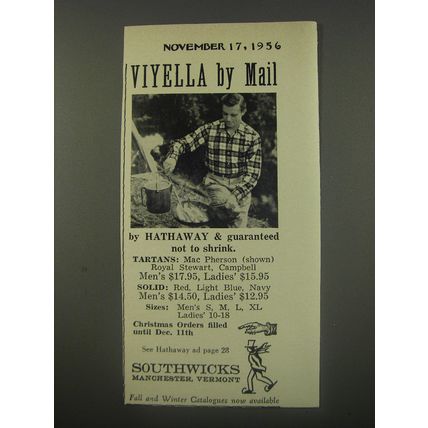 NOVEMBER 17, 1956
VIYELLA by Mail
by HATHAWAY & guaranteed
not to shrink.
TARTANS: Mac Pherson (shown)
Royal Stewart, Campbell
Men's $17.95, Ladies' $15.95
SOLID: Red, Light Blue, Navy
Men's $14.50, Ladies' $12.95
Sizes: Men's S, M, L, XL
Ladies' 10-18
Christmas Orders filled
until Dec. 11th
See Hathaway ad page 28
SOUTHWICKS
MANCHESTER, VERMONT
Fall and Winter Catalogues now available